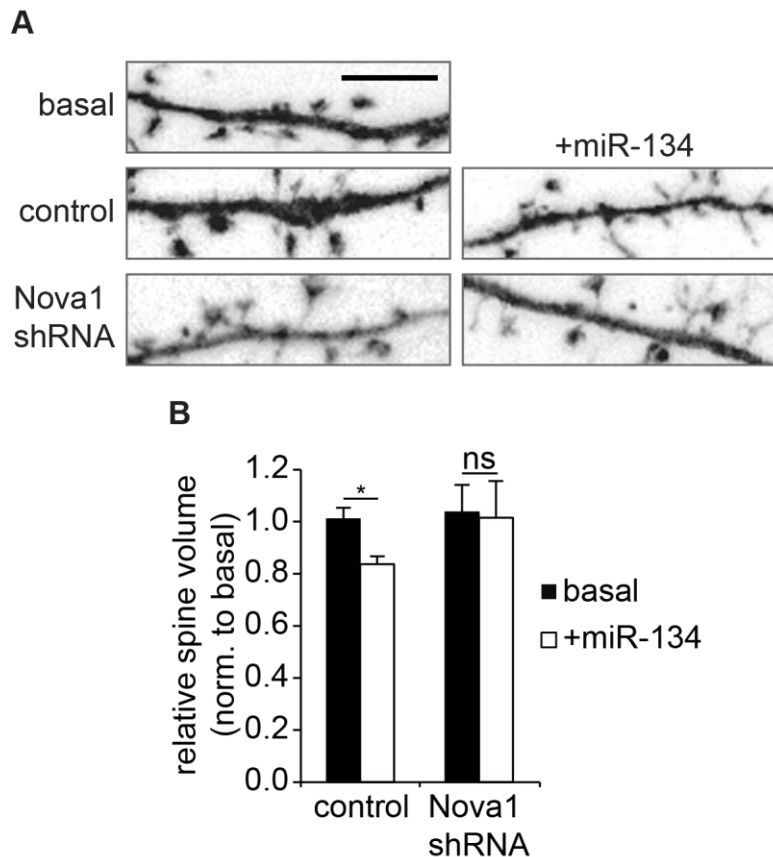 A
basal
+miR-134
control
Nova1
shRNA
B
relative spine volume
(norm. to basal)
1.2
1.0
0.8
0.6
0.4
0.2
0.0
*
ns
basal
+miR-134
control
Nova1
shRNA